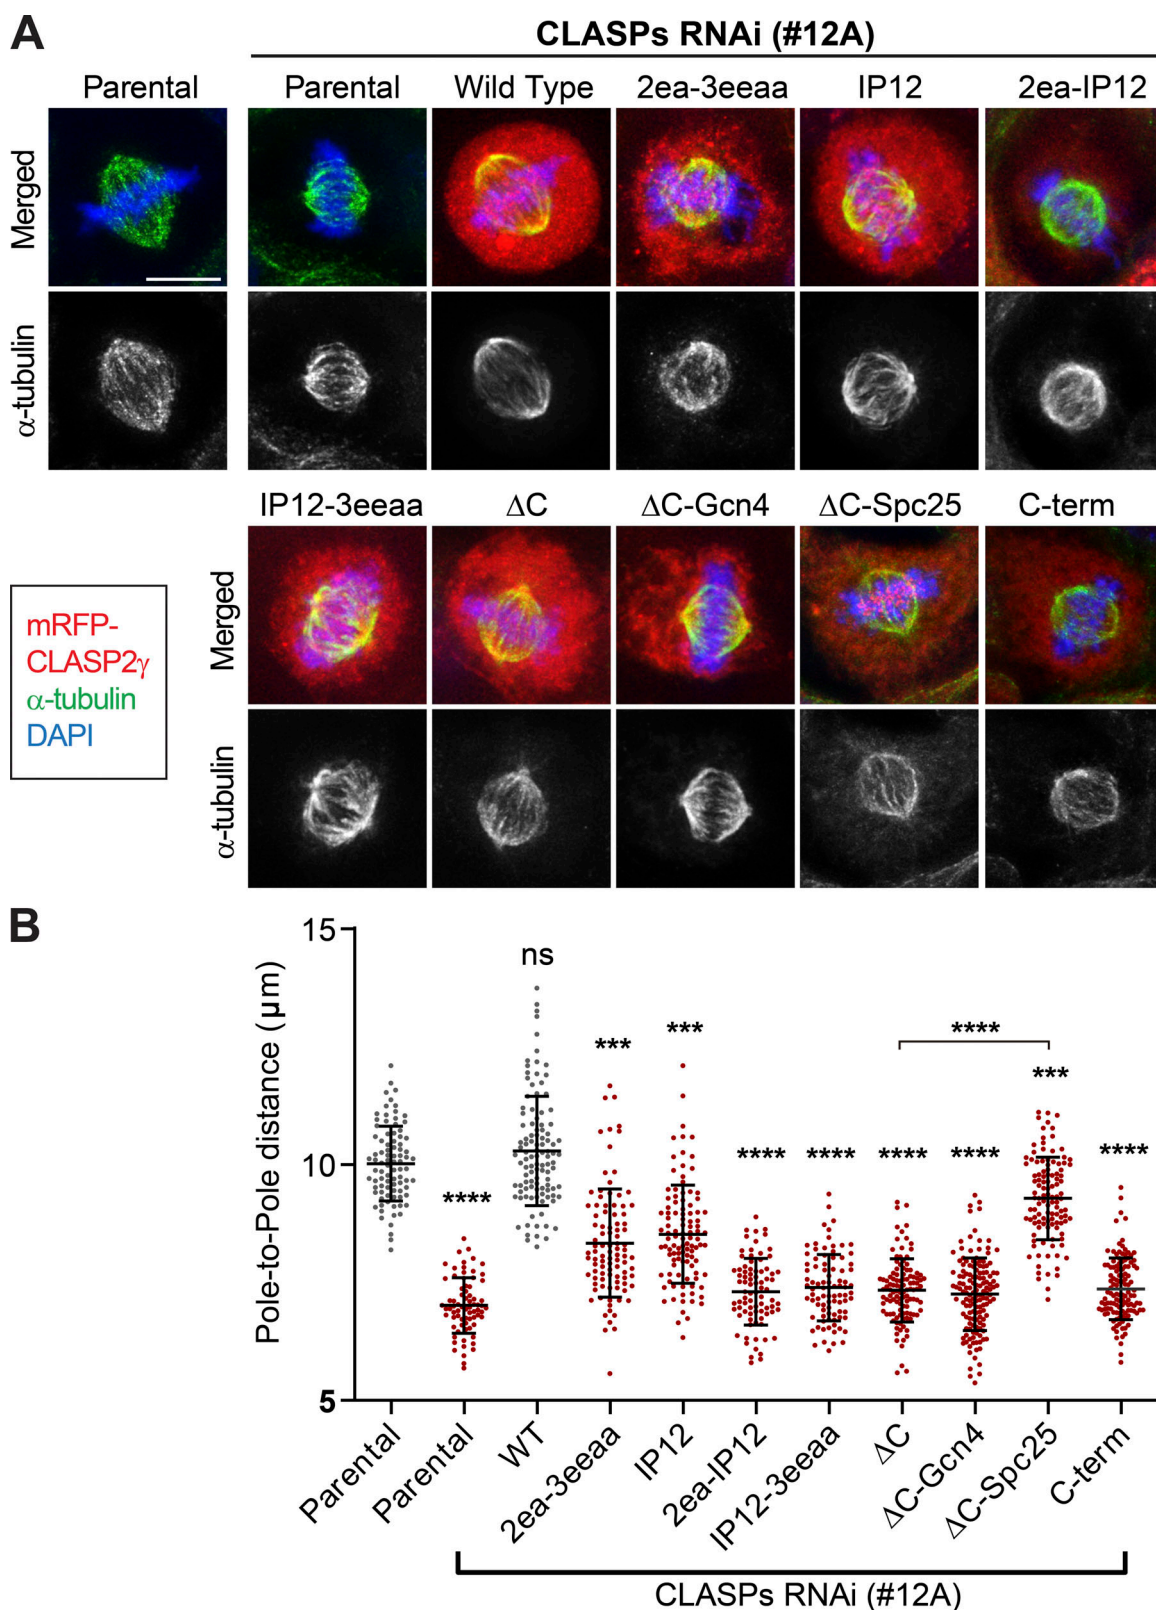 A
CLASPs RNAi (#12A)
Parental Parental Wild Type 2ea-3eeaa IP12 2ea-IP12
Merged
α-tubulin
IP12-3eeaa ΔC ΔC-Gcn4 ΔC-Spc25 C-term
Merged
α-tubulin
mRFP-
CLASP2γ
α-tubulin
DAPI
B
Pole-to-Pole distance (μm)
15
10
5
ns
**** *** *** **** **** **** **** *** ****
****
Parental Parental WT 2ea-3eeaa IP12 2ea-IP12 IP12-3eeaa ΔC ΔC-Gcn4 ΔC-Spc25 C-term
CLASPs RNAi (#12A)